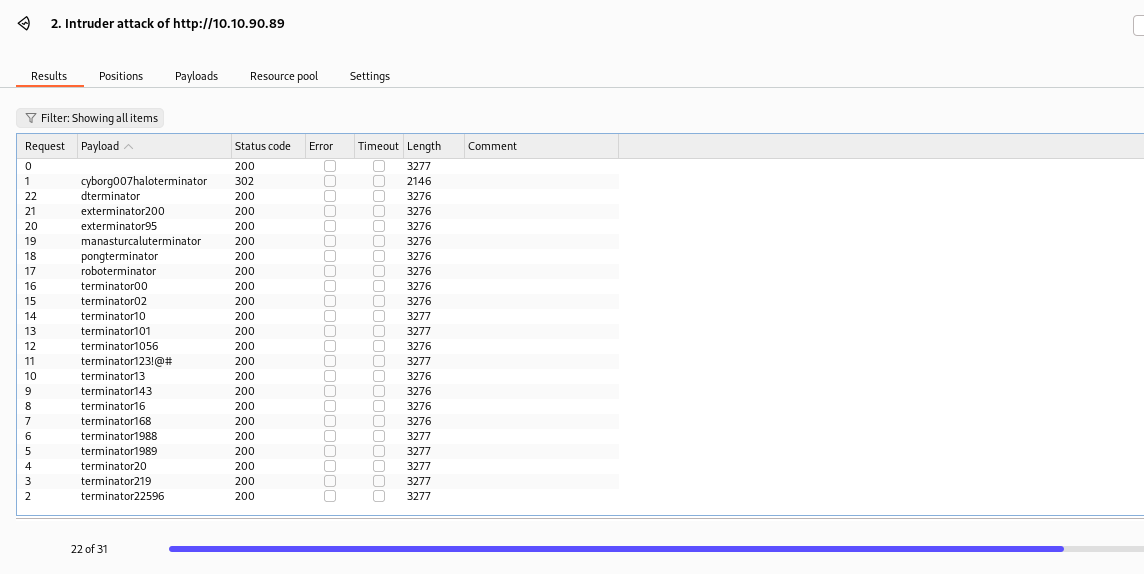 2. Intruder attack of http://10.10.90.89
Results Positions Payloads Resource pool Settings
Filter: Showing all items
Request Payload Status code Error Timeout Length Comment
0 200 3277
1 cyborg007haloterminator 302 2146
22 dterminator 200 3276
21 exterminator200 200 3276
20 exterminator95 200 3276
19 manasturcaluterminator 200 3276
18 pongterminator 200 3276
17 roboterminator 200 3276
16 terminator00 200 3276
15 terminator02 200 3276
14 terminator10 200 3277
13 terminator101 200 3276
12 terminator1056 200 3276
11 terminator123!@# 200 3277
10 terminator13 200 3276
9 terminator143 200 3276
8 terminator16 200 3276
7 terminator168 200 3276
6 terminator1988 200 3277
5 terminator1989 200 3277
4 terminator20 200 3277
3 terminator219 200 3277
2 terminator22596 200 3277
22 of 31